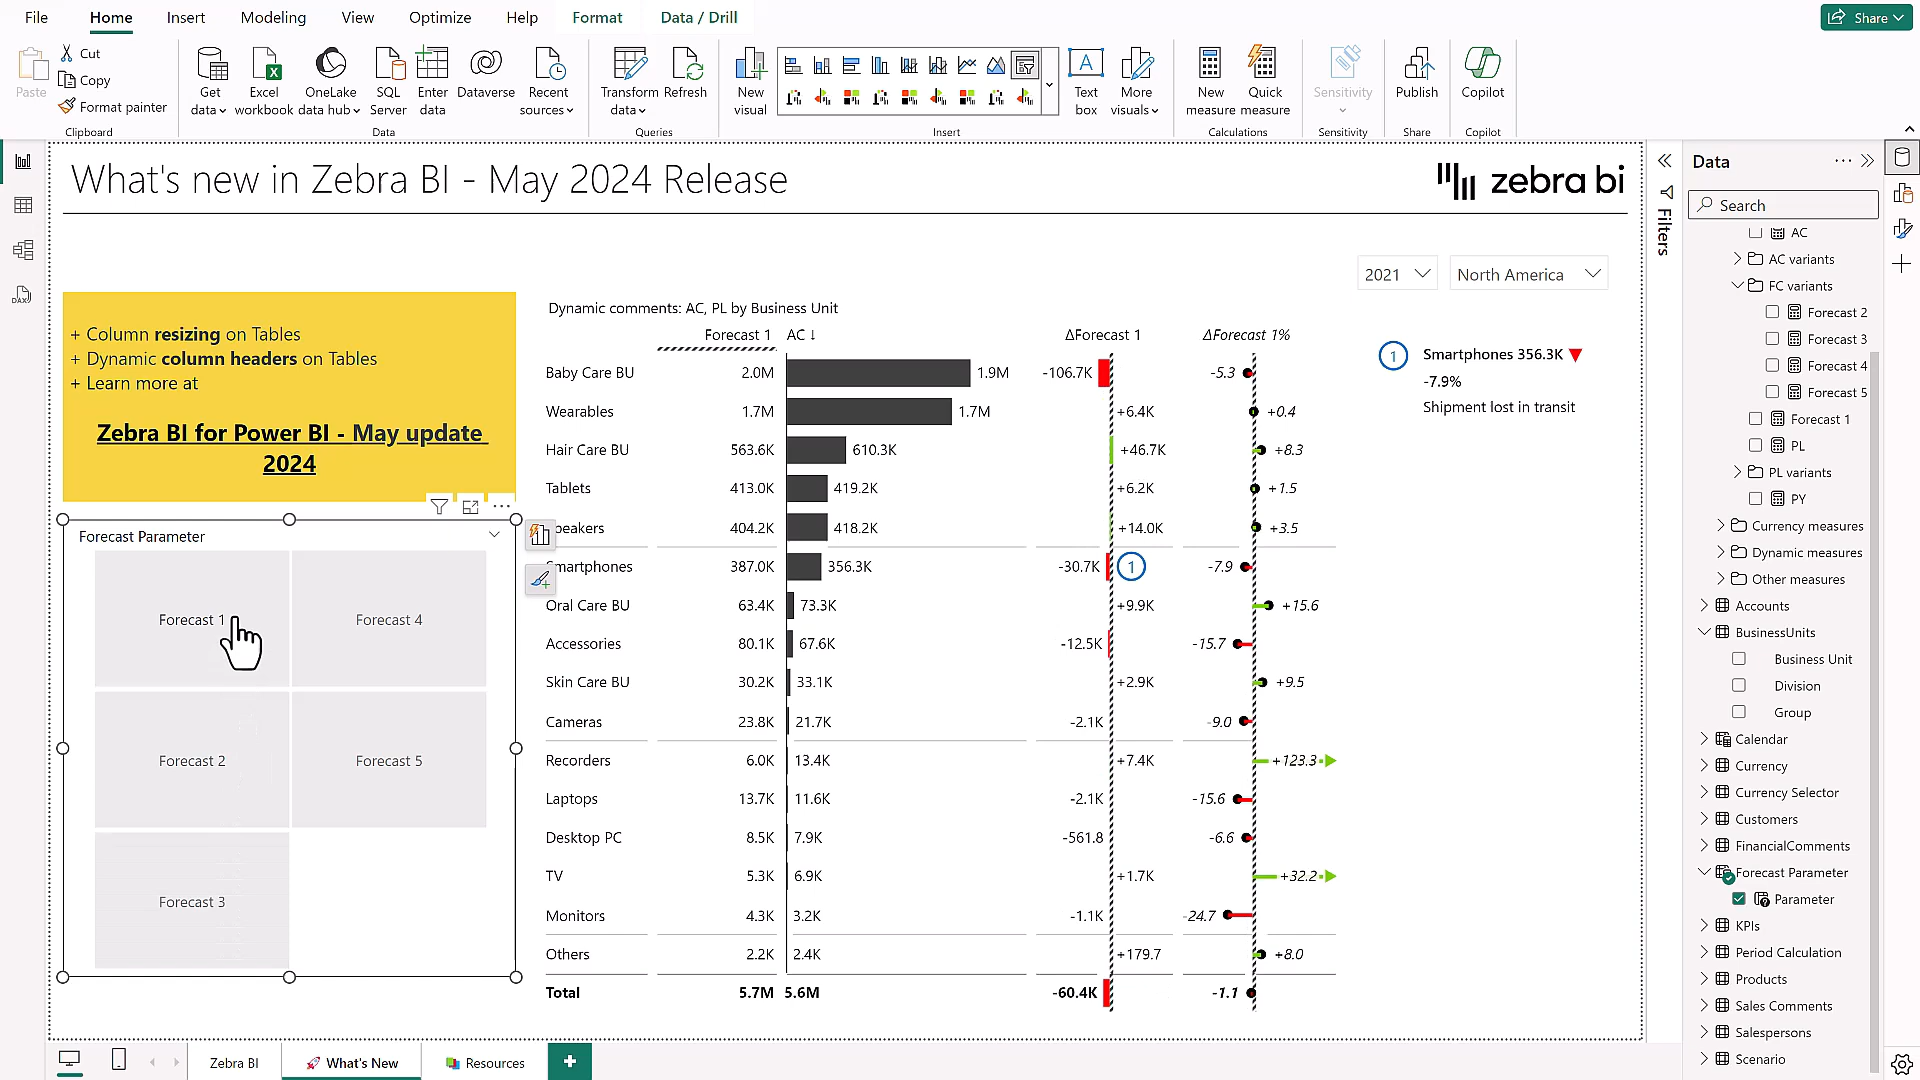 File
Home
Insert
Modeling
View
Optimize
Help
Format
Data / Drill
Share
Paste
Cut
Copy
Format painter
Clipboard
Get data
Excel workbook
OneLake data hub
SQL Server
Enter data
Dataverse
Recent sources
Data
Transform data
Refresh
Queries
New visual
Text box
More visuals
Insert
New measure
Quick measure
Calculations
Sensitivity
Sensitivity
Publish
Share
Copilot
Copilot
What's new in Zebra BI - May 2024 Release
zebra bi
2021
North America
+ Column resizing on Tables
+ Dynamic column headers on Tables
+ Learn more at
Zebra BI for Power BI - May update
2024
Forecast Parameter
Forecast 1
Forecast 4
Forecast 2
Forecast 5
Forecast 3
Dynamic comments: AC, PL by Business Unit
Forecast 1 AC ↓ ΔForecast 1 ΔForecast 1%
Baby Care BU 2.0M 1.9M -106.7K -5.3
Wearables 1.7M 1.7M +6.4K +0.4
Hair Care BU 563.6K 610.3K +46.7K +8.3
Tablets 413.0K 419.2K +6.2K +1.5
peakers 404.2K 418.2K +14.0K +3.5
martphones 387.0K 356.3K -30.7K 1 -7.9
Oral Care BU 63.4K 73.3K +9.9K +15.6
Accessories 80.1K 67.6K -12.5K -15.7
Skin Care BU 30.2K 33.1K +2.9K +9.5
Cameras 23.8K 21.7K -2.1K -9.0
Recorders 6.0K 13.4K +7.4K +123.3
Laptops 13.7K 11.6K -2.1K -15.6
Desktop PC 8.5K 7.9K -561.8 -6.6
TV 5.3K 6.9K +1.7K +32.2
Monitors 4.3K 3.2K -1.1K -24.7
Others 2.2K 2.4K +179.7 +8.0
Total 5.7M 5.6M -60.4K -1.1
1 Smartphones 356.3K
-7.9%
Shipment lost in transit
Filters
Data
Search
AC
AC variants
FC variants
Forecast 2
Forecast 3
Forecast 4
Forecast 5
Forecast 1
PL
PL variants
PY
Currency measures
Dynamic measures
Other measures
Accounts
BusinessUnits
Business Unit
Division
Group
Calendar
Currency
Currency Selector
Customers
FinancialComments
Forecast Parameter
Parameter
KPIs
Period Calculation
Products
Sales Comments
Salespersons
Scenario
DAX
Zebra BI
What's New
Resources